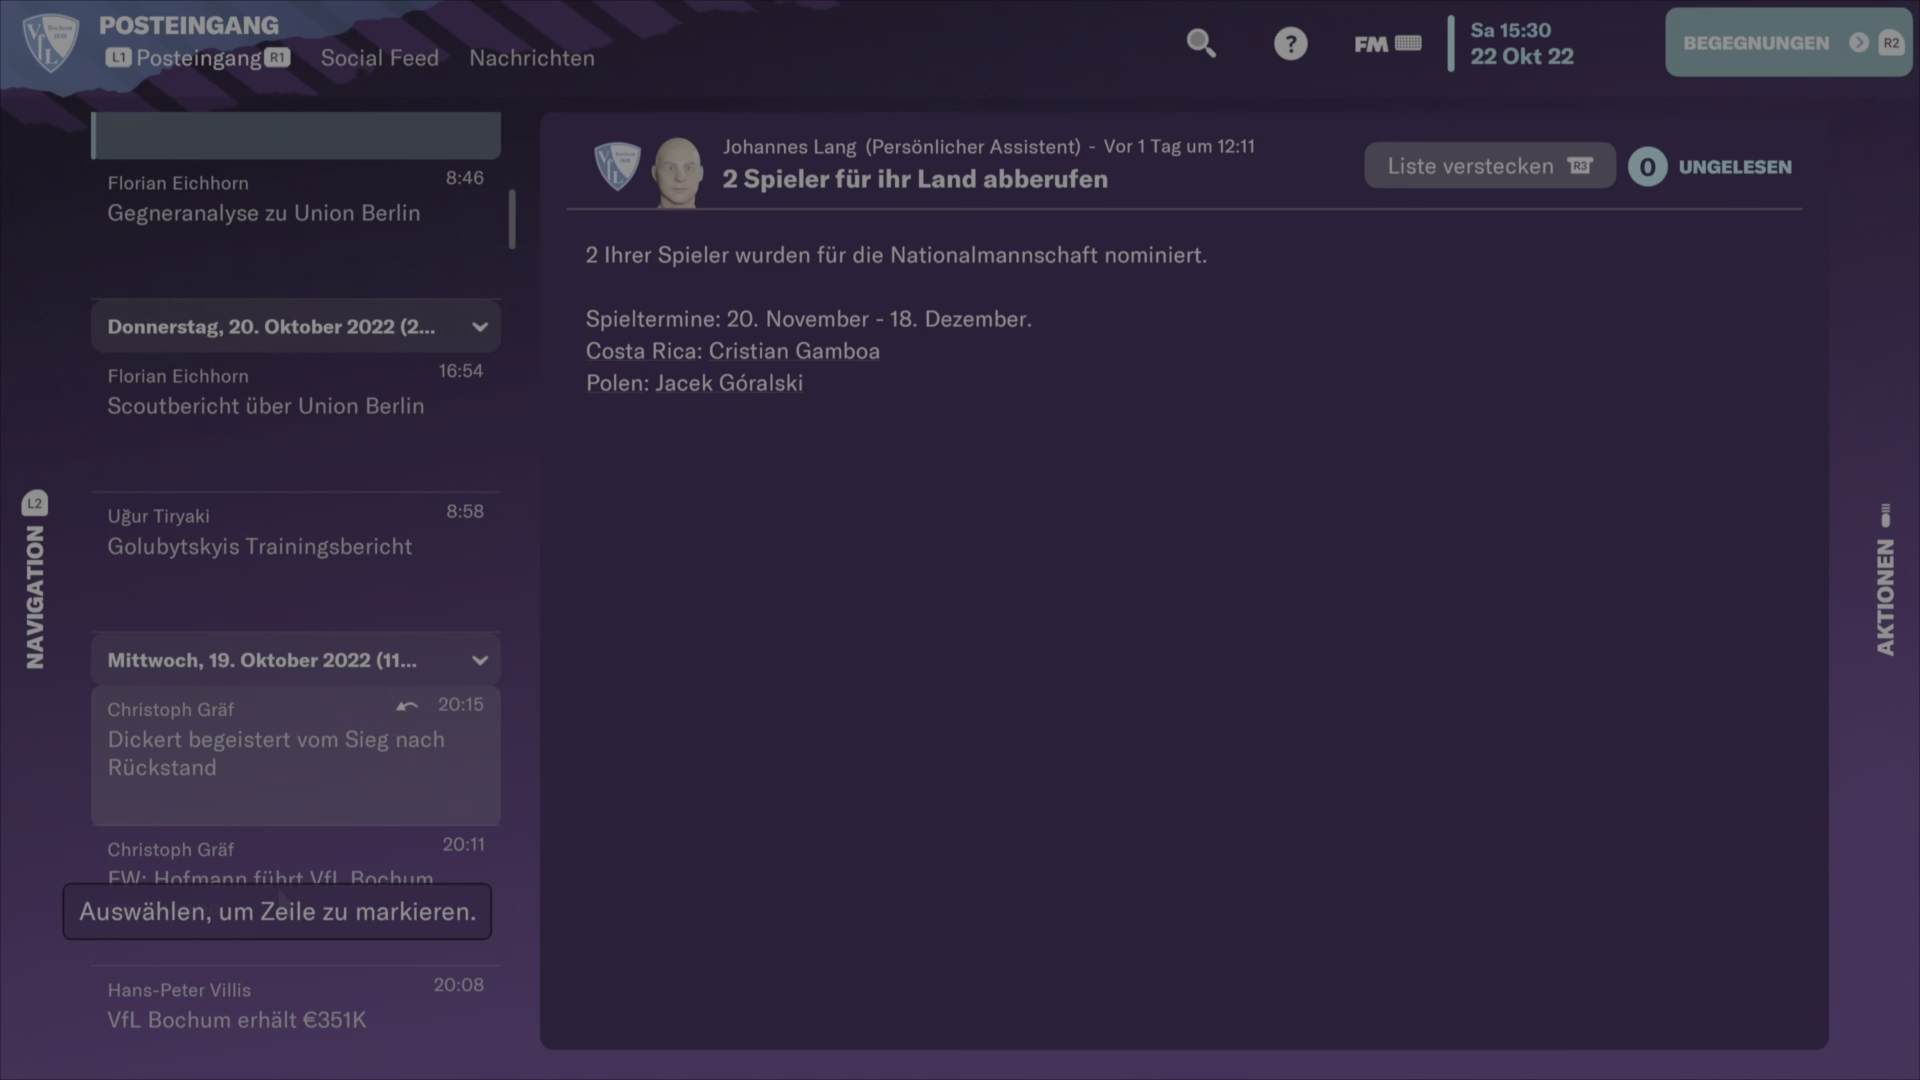 POSTEINGANG
L1 Posteingang R1 Social Feed Nachrichten
FM
Sa 15:30
22 Okt 22
BEGEGNUNGEN R2
Florian Eichhorn 8:46
Gegneranalyse zu Union Berlin
Donnerstag, 20. Oktober 2022 (2...
Florian Eichhorn 16:54
Scoutbericht über Union Berlin
Uğur Tiryaki 8:58
Golubytskyis Trainingsbericht
Mittwoch, 19. Oktober 2022 (11...
Christoph Gräf 20:15
Dickert begeistert vom Sieg nach
Rückstand
Christoph Gräf 20:11
FW: Hofmann führt VfL Bochum
Auswählen, um Zeile zu markieren.
Hans-Peter Villis 20:08
VfL Bochum erhält €351K
L2
NAVIGATION
Johannes Lang (Persönlicher Assistent) - Vor 1 Tag um 12:11
2 Spieler für ihr Land abberufen
Liste verstecken R3
0 UNGELESEN
2 Ihrer Spieler wurden für die Nationalmannschaft nominiert.
Spieltermine: 20. November - 18. Dezember.
Costa Rica: Cristian Gamboa
Polen: Jacek Góralski
AKTIONEN